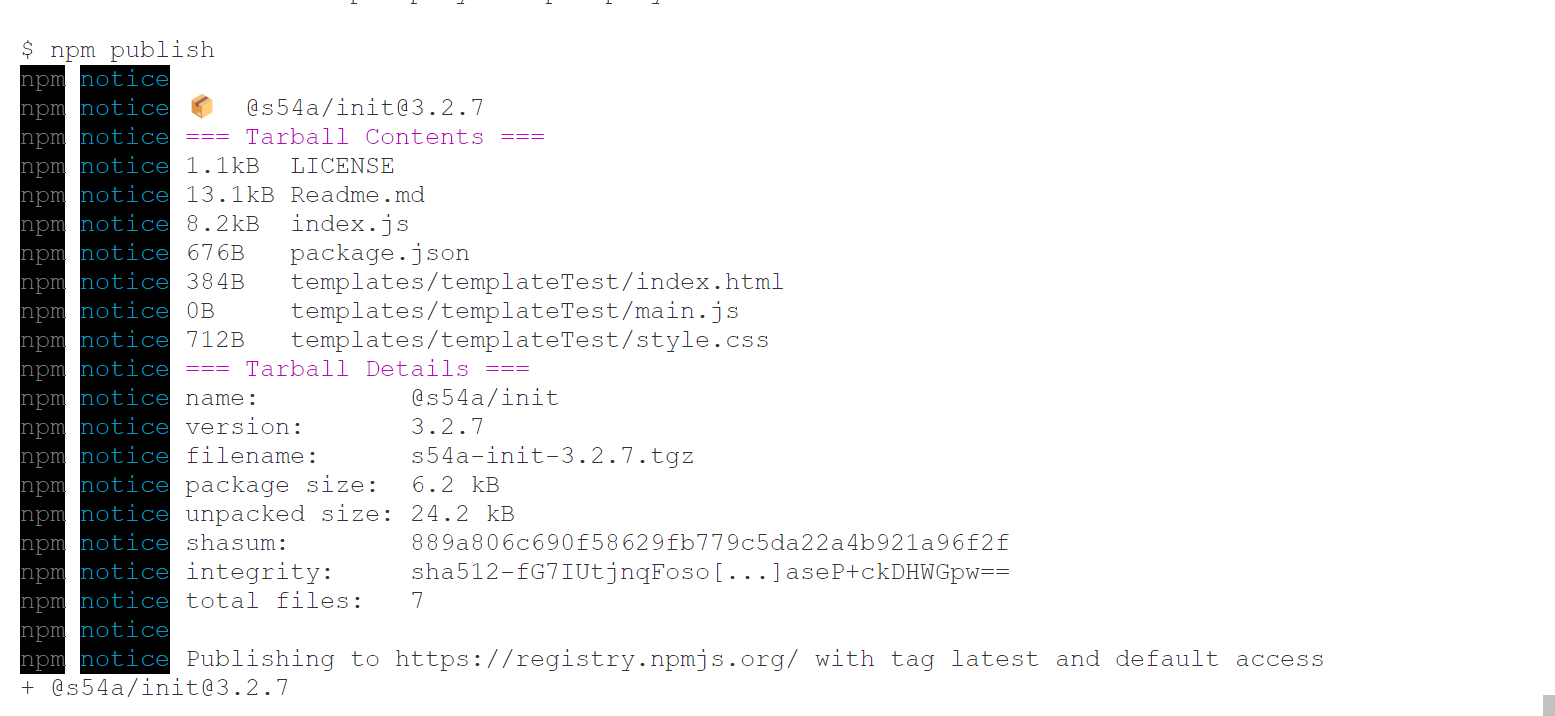 $ npm publish
npm notice
npm notice 📦  @s54a/init@3.2.7
npm notice === Tarball Contents ===
npm notice 1.1kB  LICENSE
npm notice 13.1kB Readme.md
npm notice 8.2kB  index.js
npm notice 676B   package.json
npm notice 384B   templates/templateTest/index.html
npm notice 0B     templates/templateTest/main.js
npm notice 712B   templates/templateTest/style.css
npm notice === Tarball Details ===
npm notice name:          @s54a/init
npm notice version:       3.2.7
npm notice filename:      s54a-init-3.2.7.tgz
npm notice package size:  6.2 kB
npm notice unpacked size: 24.2 kB
npm notice shasum:        889a806c690f58629fb779c5da22a4b921a96f2f
npm notice integrity:     sha512-fG7IUtjnqFoso[...]aseP+ckDHWGpw==
npm notice total files:   7
npm notice
npm notice Publishing to https://registry.npmjs.org/ with tag latest and default access
+ @s54a/init@3.2.7